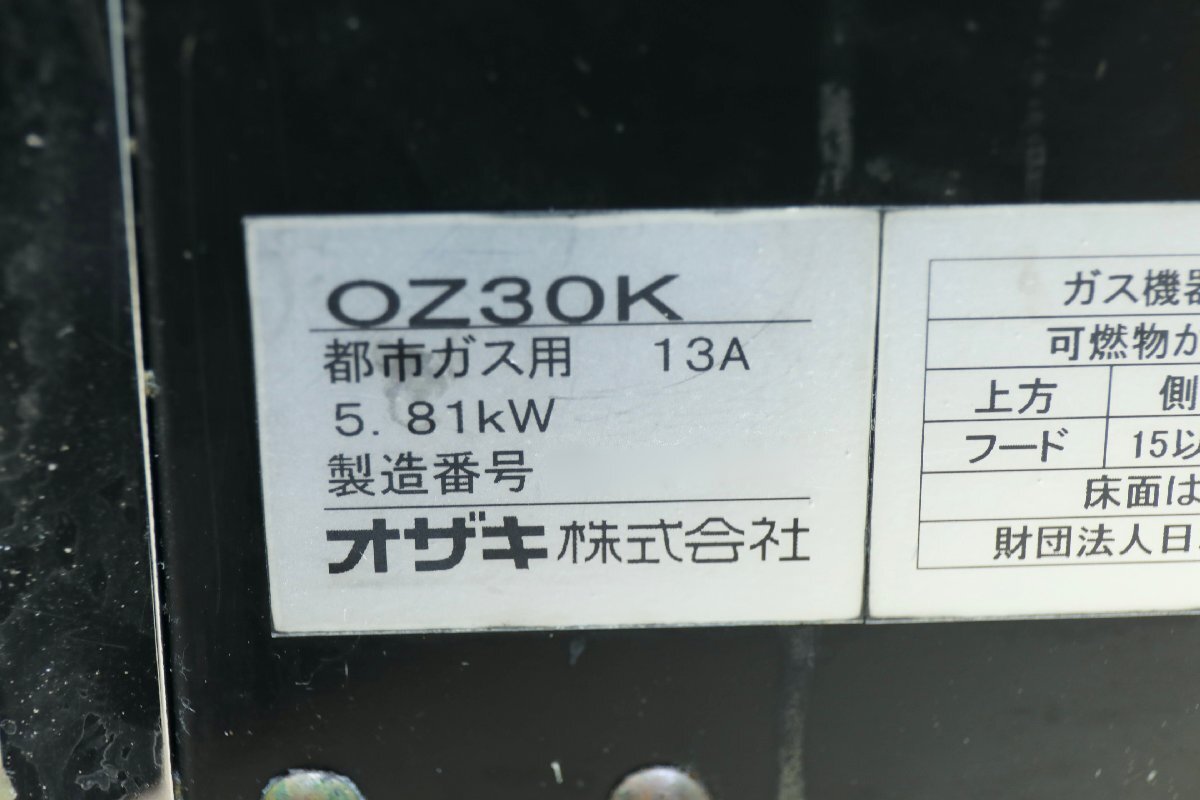 OZ30K
都市ガス用 13A
5. 81kW
製造番号
オザキ株式会社
ガス機器
可燃物か
上方 側
フード 15以
床面は
財団法人日